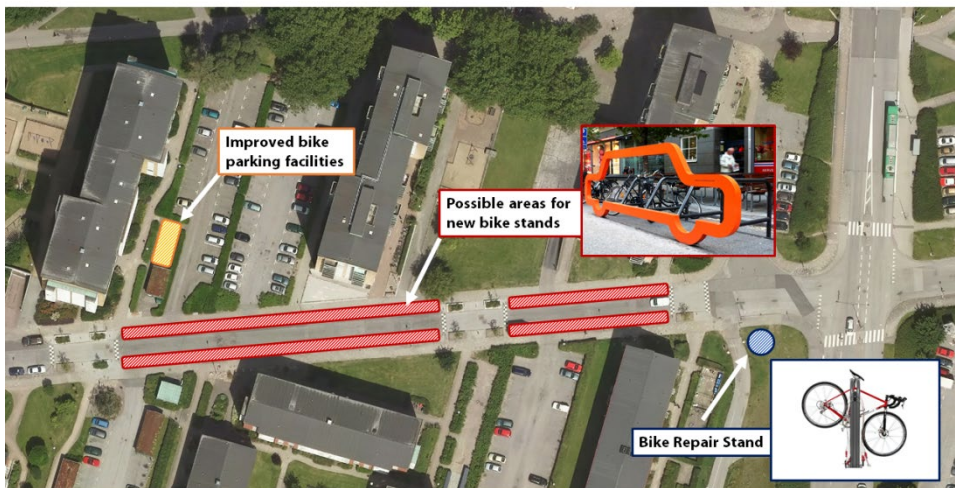 Improved bike
parking facilities
Possible areas for
new bike stands
Bike Repair Stand